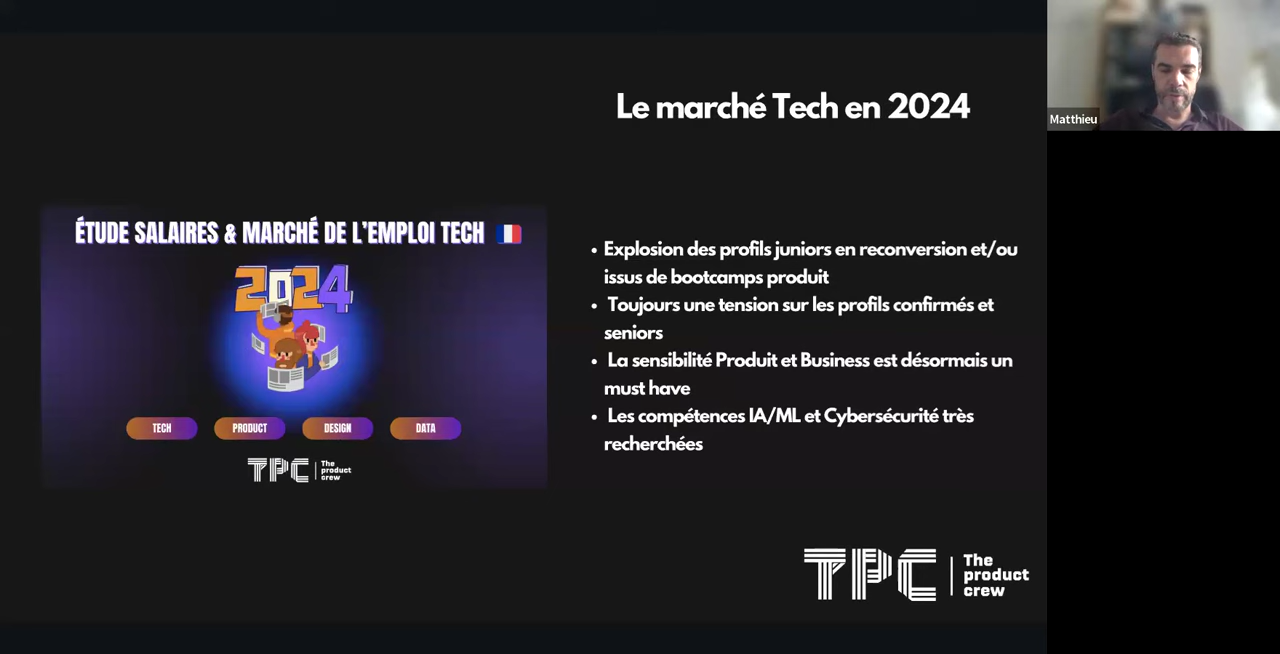 Le marché Tech en 2024
Matthieu
ÉTUDE SALAIRES & MARCHÉ DE L'EMPLOI TECH
2024
TECH
PRODUCT
DESIGN
DATA
TPC
The
product
crew
• Explosion des profils juniors en reconversion et/ou
issus de bootcamps produit
• Toujours une tension sur les profils confirmés et
seniors
• La sensibilité Produit et Business est désormais un
must have
• Les compétences IA/ML et Cybersécurité très
recherchées
TPC
The
product
crew